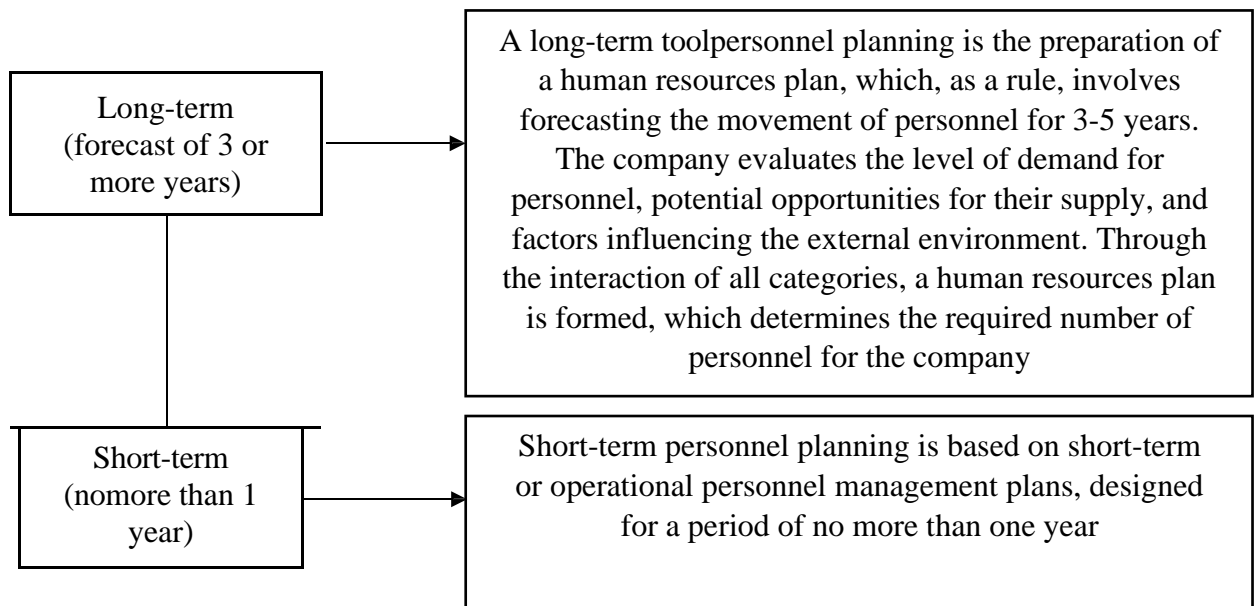 Long-term
(forecast of 3 or
more years)
A long-term toolpersonnel planning is the preparation of
a human resources plan, which, as a rule, involves
forecasting the movement of personnel for 3-5 years.
The company evaluates the level of demand for
personnel, potential opportunities for their supply, and
factors influencing the external environment. Through
the interaction of all categories, a human resources plan
is formed, which determines the required number of
personnel for the company
Short-term
(nomore than 1
year)
Short-term personnel planning is based on short-term
or operational personnel management plans, designed
for a period of no more than one year